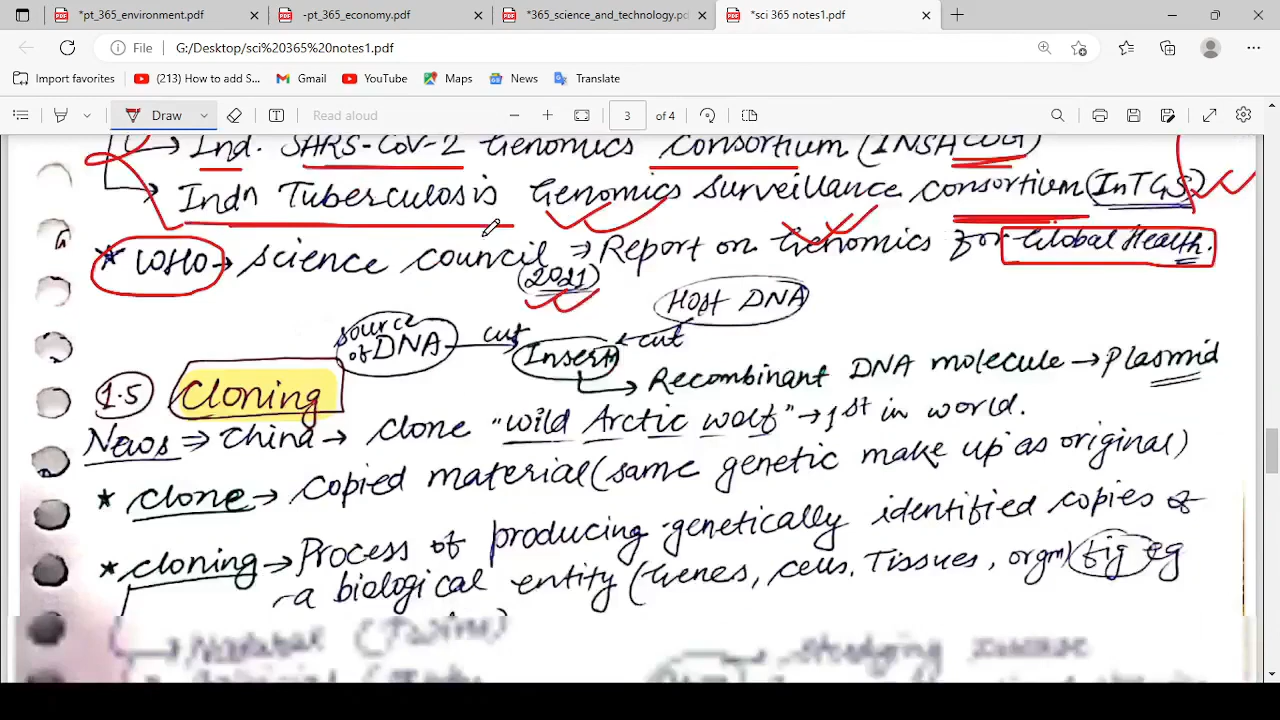 *pt_365_environment.pdf
-pt_365_economy.pdf
*365_science_and_technology.pd
*sci 365 notes1.pdf
File G:/Desktop/sci%20365%20notes1.pdf
Import favorites (213) How to add S... Gmail YouTube Maps News Translate
Draw Read aloud 3 of 4
Ind. SARS-CoV-2 Genomics Consortium (INSACOG)
Indn Tuberculosis Genomics Surveillance consortium (InTGS)
* WHO → science council ⇒ Report on Genomics for Global Health.
(2021)
Host DNA
source of DNA cut Insert cut
Recombinant DNA molecule → Plasmid
1.5 Cloning
News ⇒ China → clone "wild Arctic wolf" → 1st in world.
* clone → copied material (same genetic make up as original)
* cloning → Process of producing genetically identified copies of
a biological entity (Genes, cells, Tissues, orgm) fig eg
Natural (Twins)
Studying